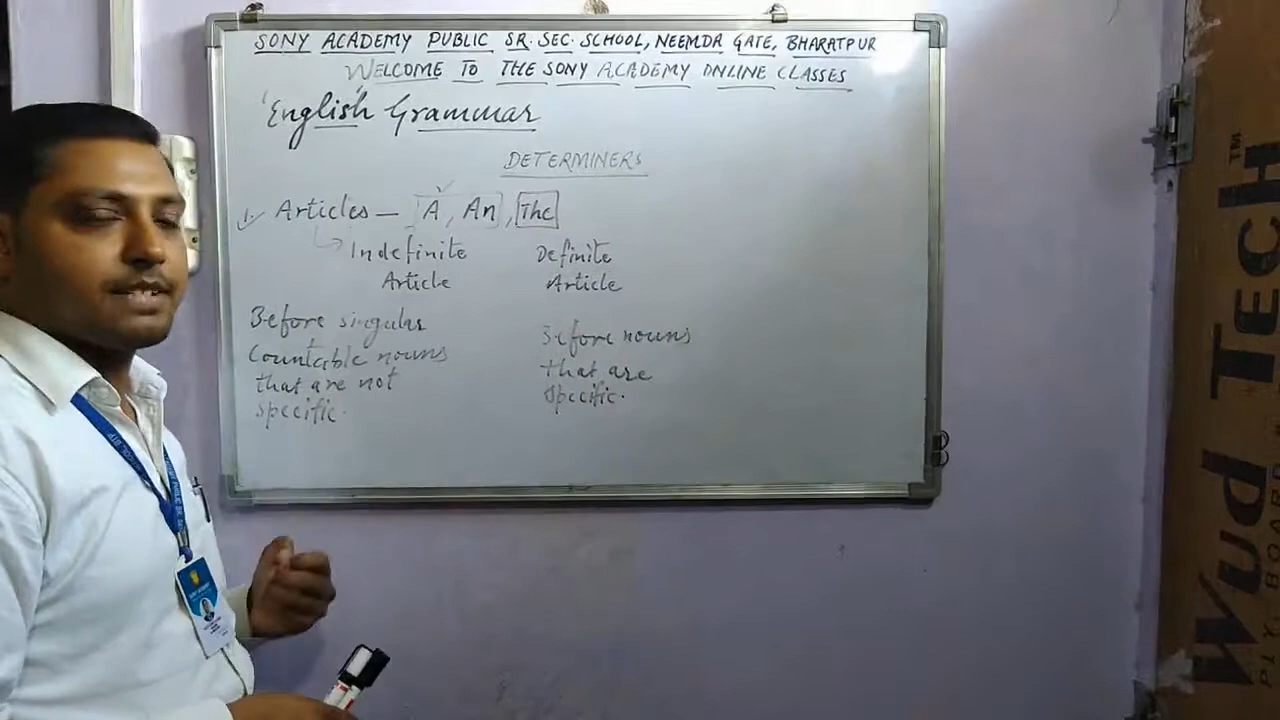 SONY ACADEMY PUBLIC SR. SEC. SCHOOL, NEEMDA GATE, BHARATPUR
WELCOME TO THE SONY ACADEMY ONLINE CLASSES
English Grammar
DETERMINERS
1. Articles – A, An, The
Indefinite
Article
Definite
Article
Before singular
Countable nouns
that are not
specific.
Before nouns
that are
specific.
Wud TECH™